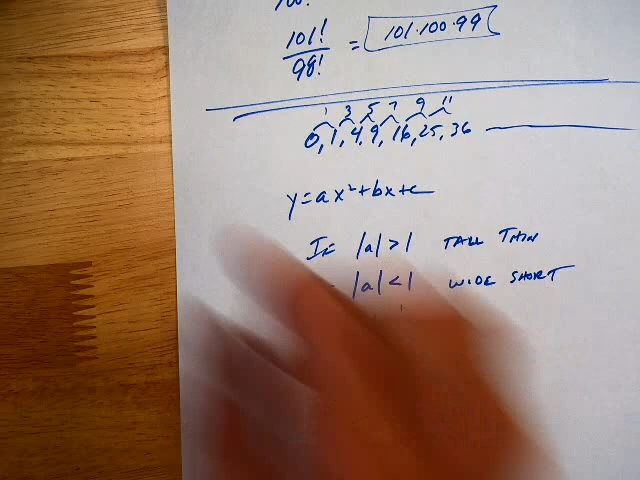 101!
98!
= 101·100·99
1 3 5 7 9 11
0, 1, 4, 9, 16, 25, 36
y=ax²+bx+c
IF |a|>1 TALL THIN
|a|<1 WIDE SHORT